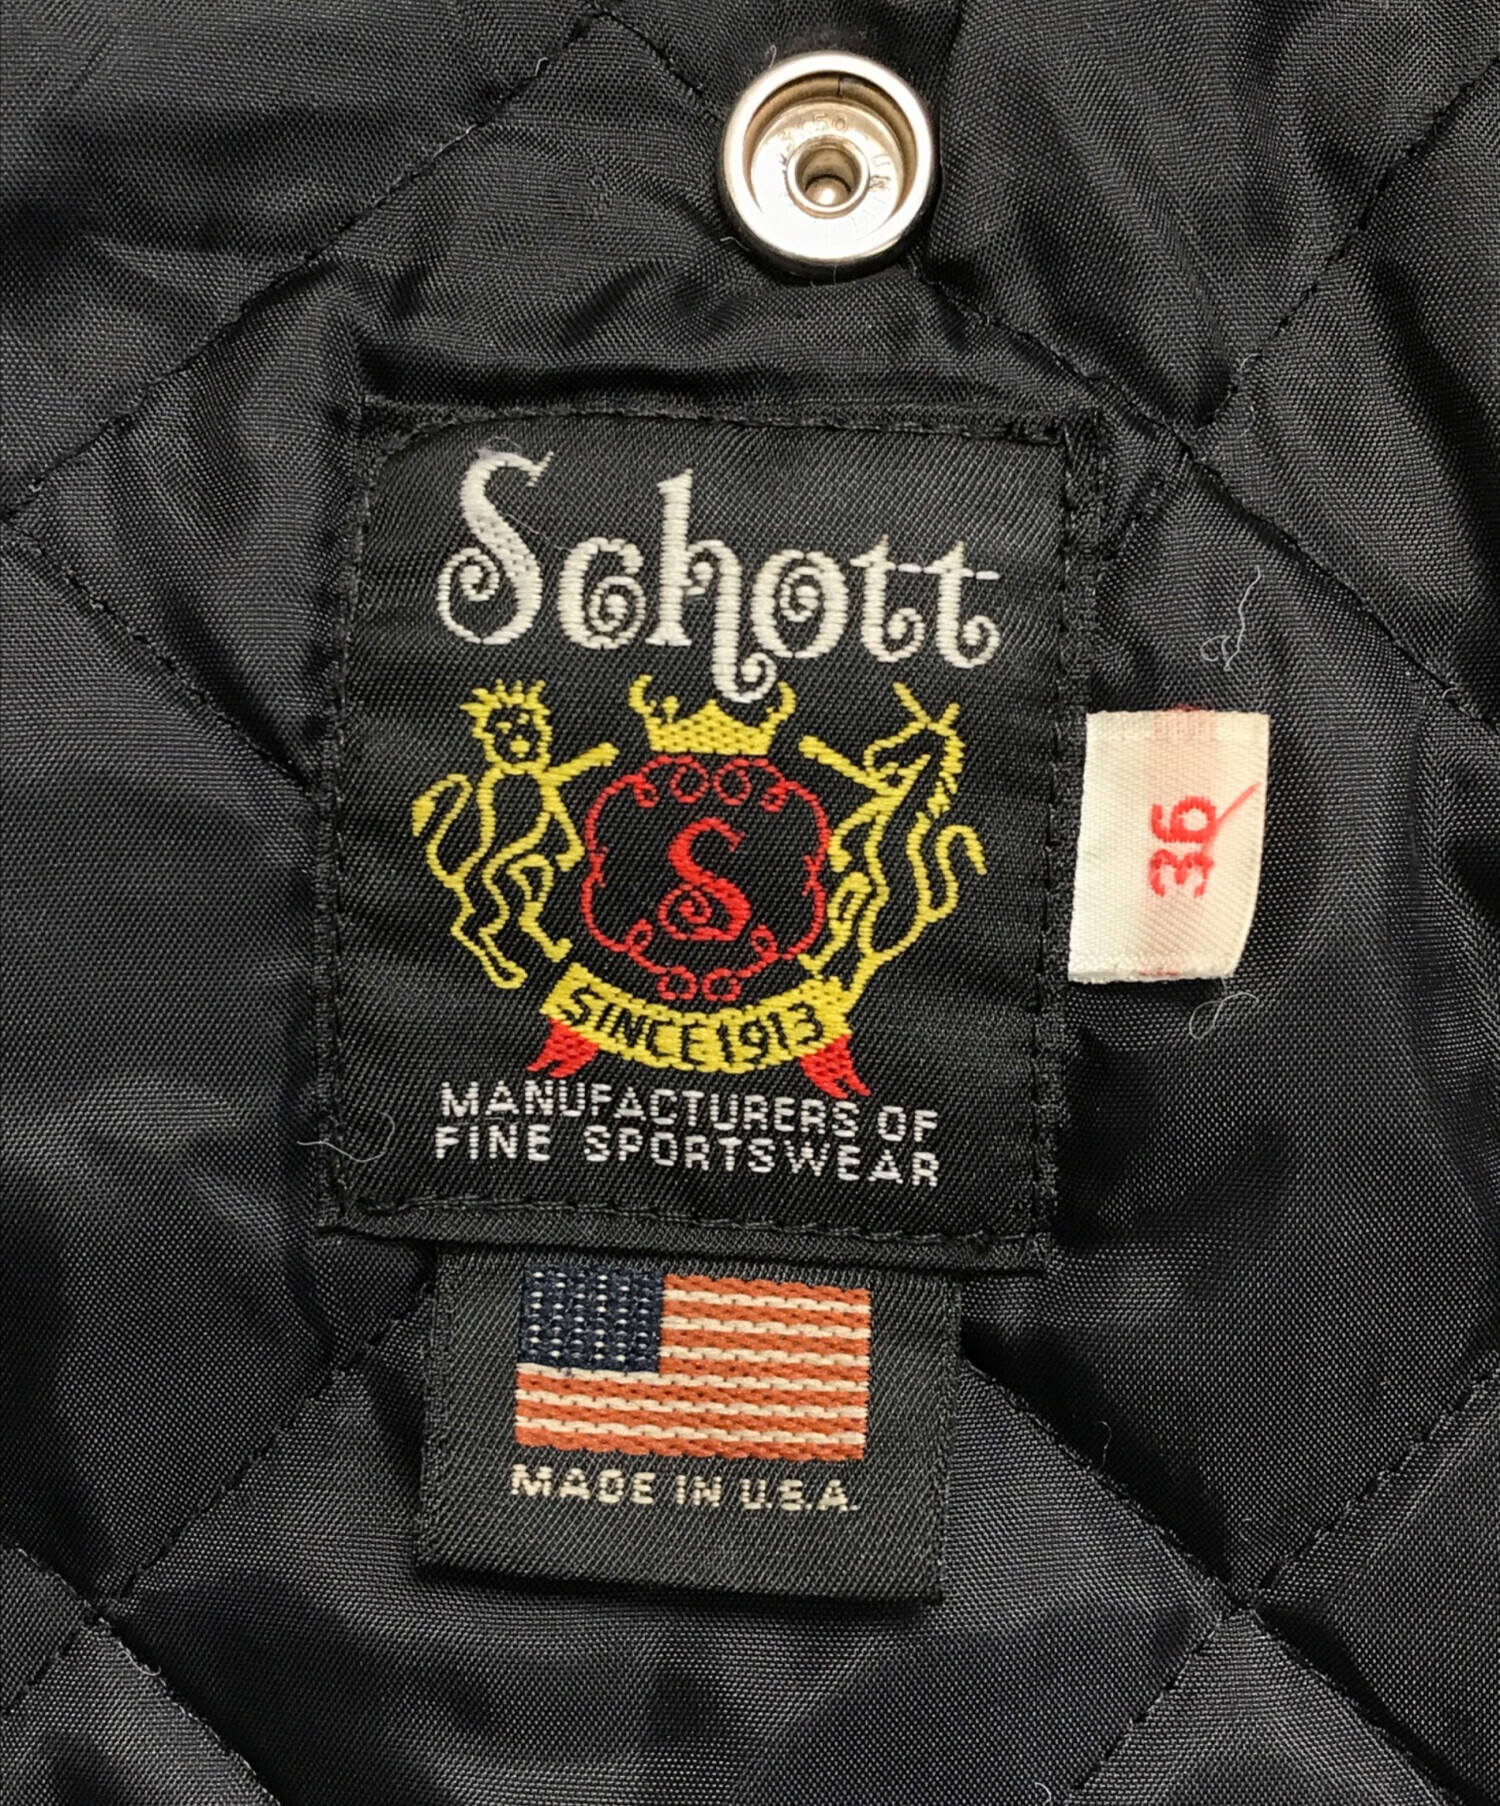 Schott
S
SINCE 1913
MANUFACTURERS OF
FINE SPORTSWEAR
36
MADE IN U.S.A.